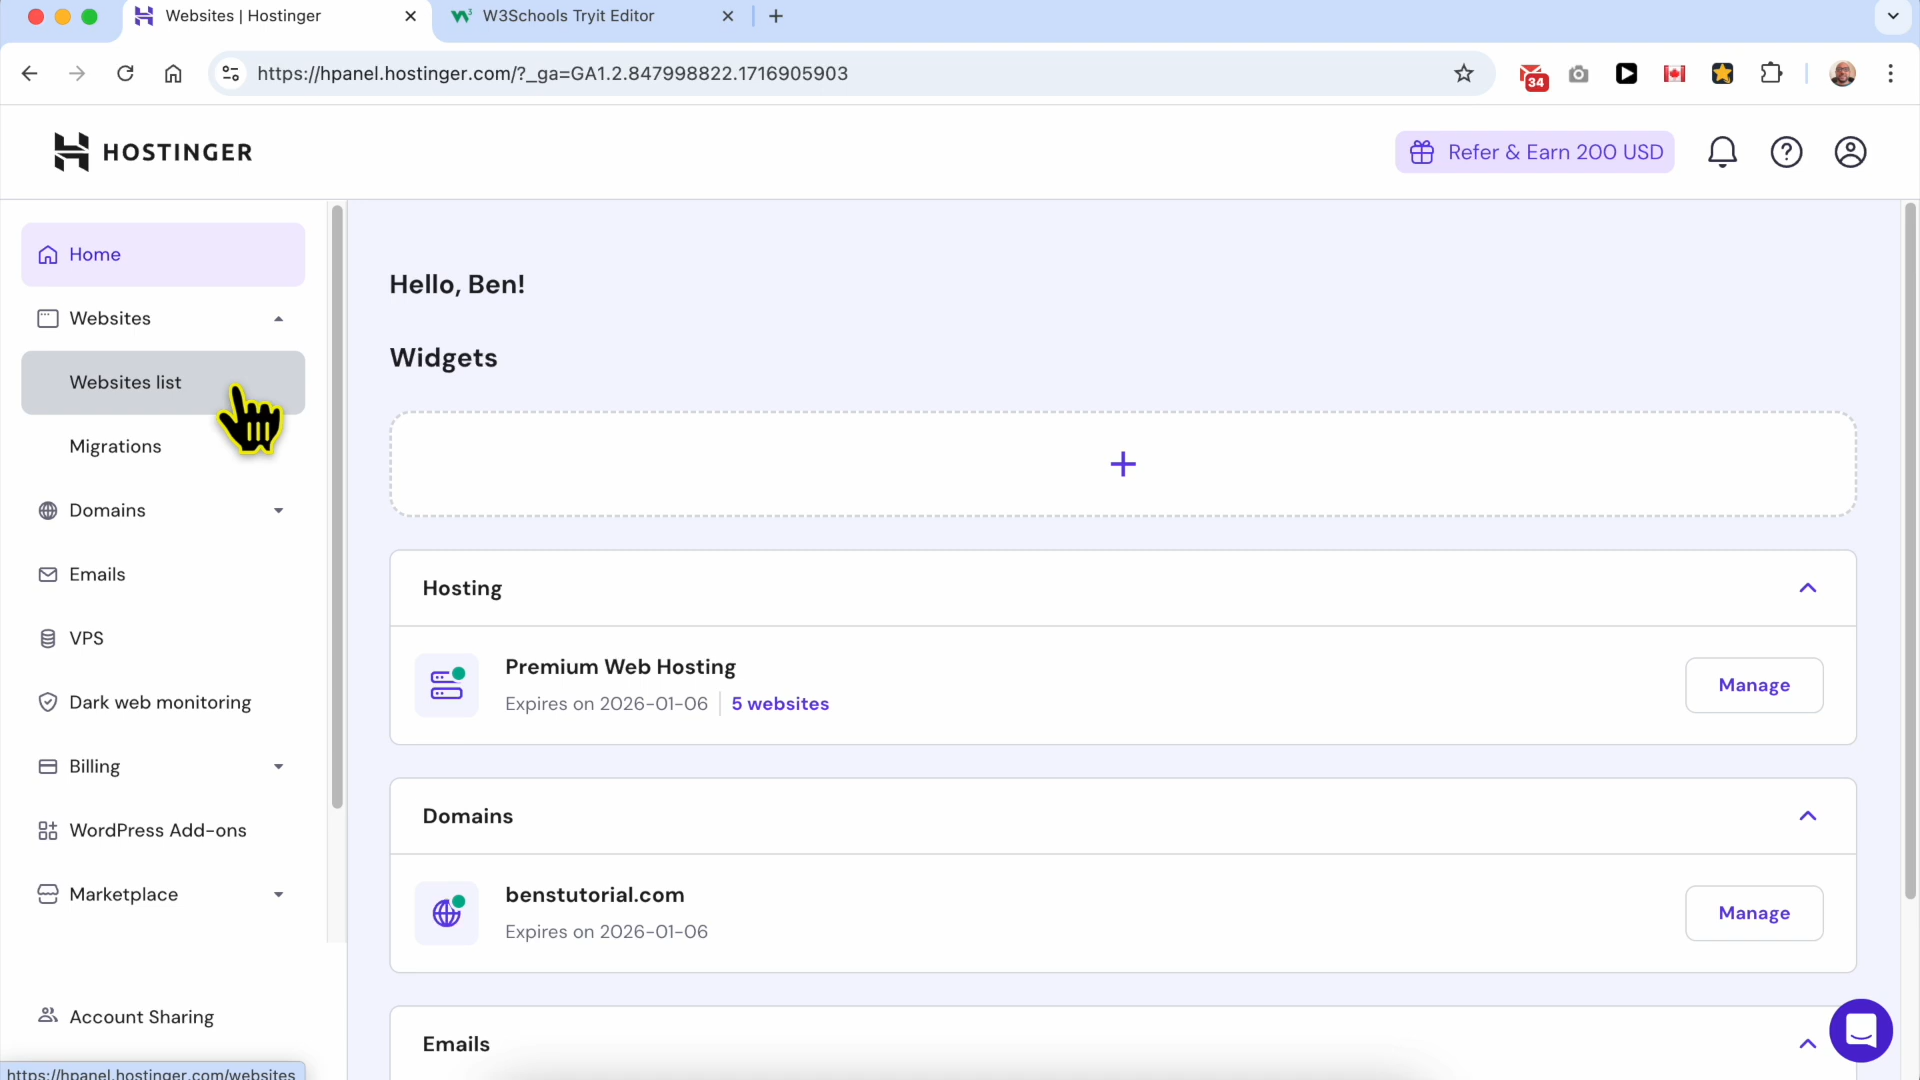 Websites | Hostinger
W3Schools Tryit Editor
https://hpanel.hostinger.com/?_ga=GA1.2.847998822.1716905903
34
HOSTINGER
Refer & Earn 200 USD
Home
Websites
Websites list
Migrations
Domains
Emails
VPS
Dark web monitoring
Billing
WordPress Add-ons
Marketplace
Account Sharing
Hello, Ben!
Widgets
Hosting
Premium Web Hosting
Expires on 2026-01-06
5 websites
Manage
Domains
benstutorial.com
Expires on 2026-01-06
Manage
Emails
https://hpanel.hostinger.com/websites